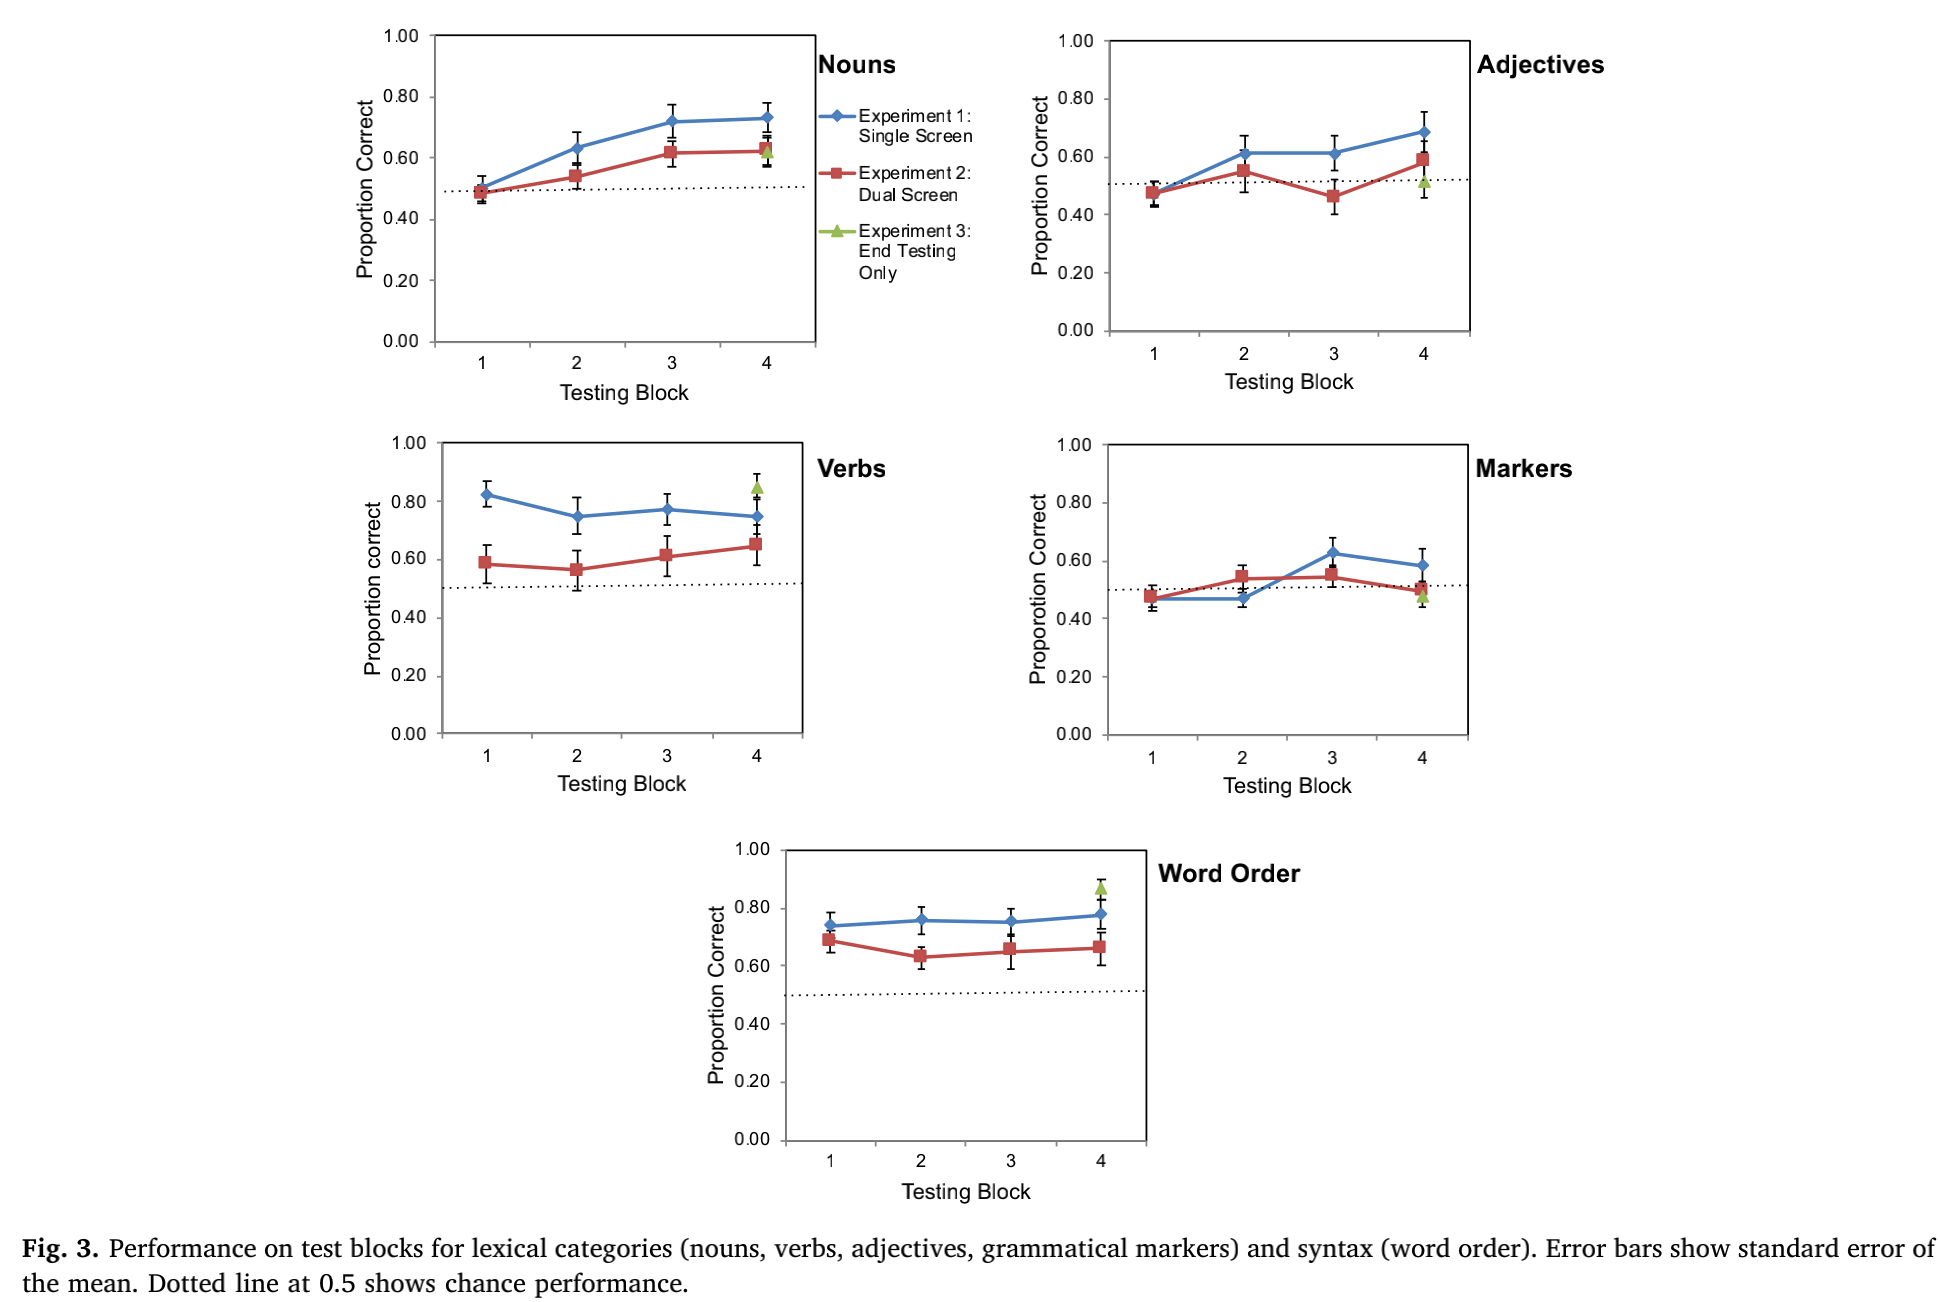 Nouns
1.00
0.80
0.60
0.40
0.20
0.00
Proportion Correct
1 2 3 4
Testing Block
Experiment 1:
Single Screen
Experiment 2:
Dual Screen
Experiment 3:
End Testing
Only
Adjectives
1.00
0.80
0.60
0.40
0.20
0.00
Proportion Correct
1 2 3 4
Testing Block
Verbs
1.00
0.80
0.60
0.40
0.20
0.00
Proportion correct
1 2 3 4
Testing Block
Markers
1.00
0.80
0.60
0.40
0.20
0.00
Proporotion Correct
1 2 3 4
Testing Block
Word Order
1.00
0.80
0.60
0.40
0.20
0.00
Proportion Correct
1 2 3 4
Testing Block
Fig. 3. Performance on test blocks for lexical categories (nouns, verbs, adjectives, grammatical markers) and syntax (word order). Error bars show standard error of
the mean. Dotted line at 0.5 shows chance performance.